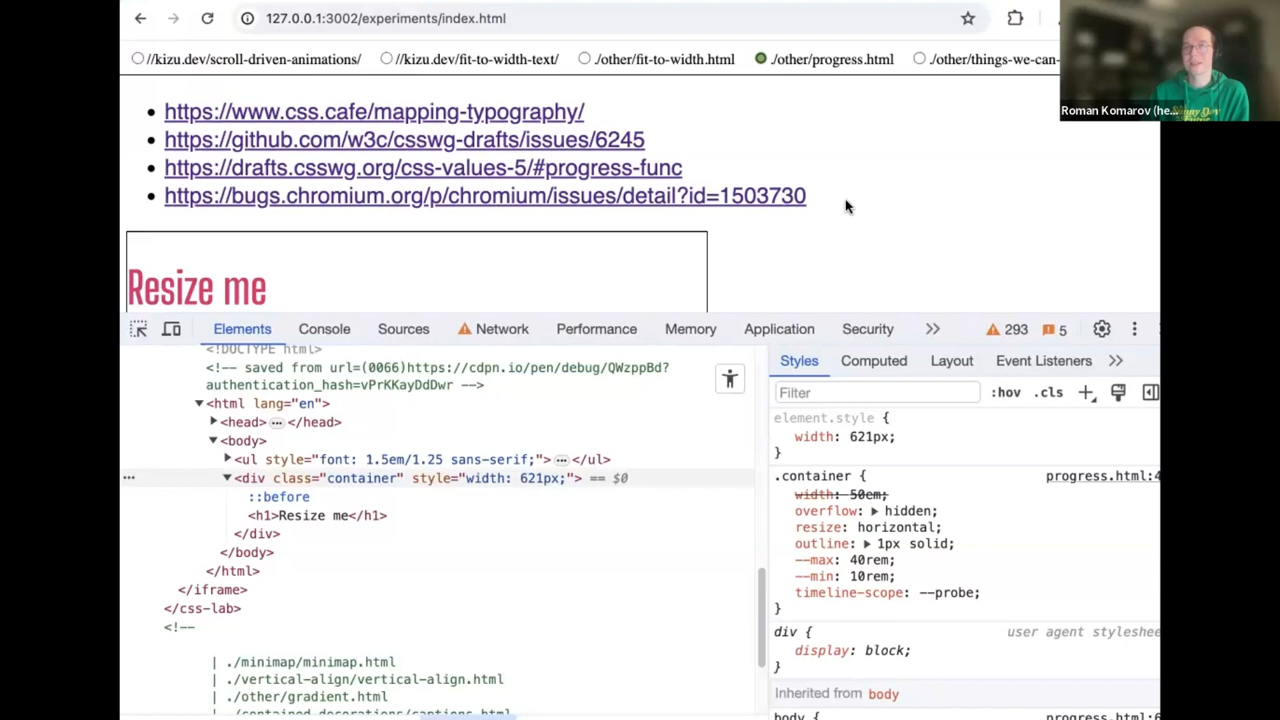 127.0.0.1:3002/experiments/index.html
//kizu.dev/scroll-driven-animations/ //kizu.dev/fit-to-width-text/ ./other/fit-to-width.html ./other/progress.html ./other/things-we-can-
Roman Komarov (he...
https://www.css.cafe/mapping-typography/
https://github.com/w3c/csswg-drafts/issues/6245
https://drafts.csswg.org/css-values-5/#progress-func
https://bugs.chromium.org/p/chromium/issues/detail?id=1503730
Resize me
Elements Console Sources Network Performance Memory Application Security 293 5
<!DOCTYPE html>
<!-- saved from url=(0066)https://cdpn.io/pen/debug/QWzppBd?
authentication_hash=vPrKKayDdDwr -->
<html lang="en">
<head> ... </head>
<body>
<ul style="font: 1.5em/1.25 sans-serif;"> ... </ul>
... <div class="container" style="width: 621px;"> == $0
::before
<h1>Resize me</h1>
</div>
</body>
</html>
</iframe>
</css-lab>
<!--
| ./minimap/minimap.html
| ./vertical-align/vertical-align.html
| ./other/gradient.html
| ./contained-decorations/captions.html
Styles Computed Layout Event Listeners
Filter :hov .cls
element.style {
width: 621px;
}
.container { progress.html:4
width: 50em;
overflow: hidden;
resize: horizontal;
outline: 1px solid;
--max: 40rem;
--min: 10rem;
timeline-scope: --probe;
}
div { user agent styleshee
display: block;
}
Inherited from body
body { progress.html:6